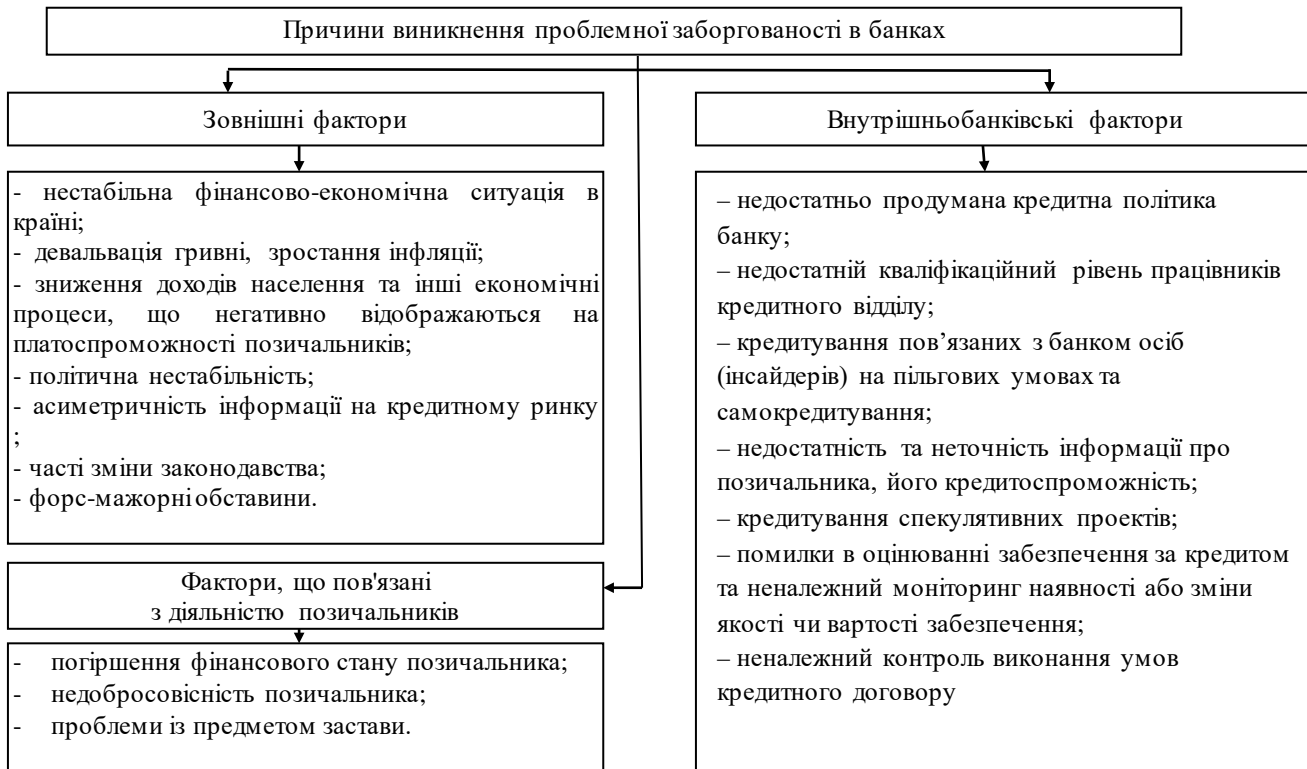 Причини виникнення проблемної заборгованості в банках
Зовнішні фактори
- нестабільна фінансово-економічна ситуація в
країні;
- девальвація гривні, зростання інфляції;
- зниження доходів населення та інші економічні
процеси, що негативно відображаються на
платоспроможності позичальників;
- політична нестабільність;
- асиметричність інформації на кредитному ринку
;
- часті зміни законодавства;
- форс-мажорні обставини.
Фактори, що пов'язані
з діяльністю позичальників
- погіршення фінансового стану позичальника;
- недобросовісність позичальника;
- проблеми із предметом застави.
Внутрішньобанківські фактори
– недостатньо продумана кредитна політика
банку;
– недостатній кваліфікаційний рівень працівників
кредитного відділу;
– кредитування пов’язаних з банком осіб
(інсайдерів) на пільгових умовах та
самокредитування;
– недостатність та неточність інформації про
позичальника, його кредитоспроможність;
– кредитування спекулятивних проектів;
– помилки в оцінюванні забезпечення за кредитом
та неналежний моніторинг наявності або зміни
якості чи вартості забезпечення;
– неналежний контроль виконання умов
кредитного договору